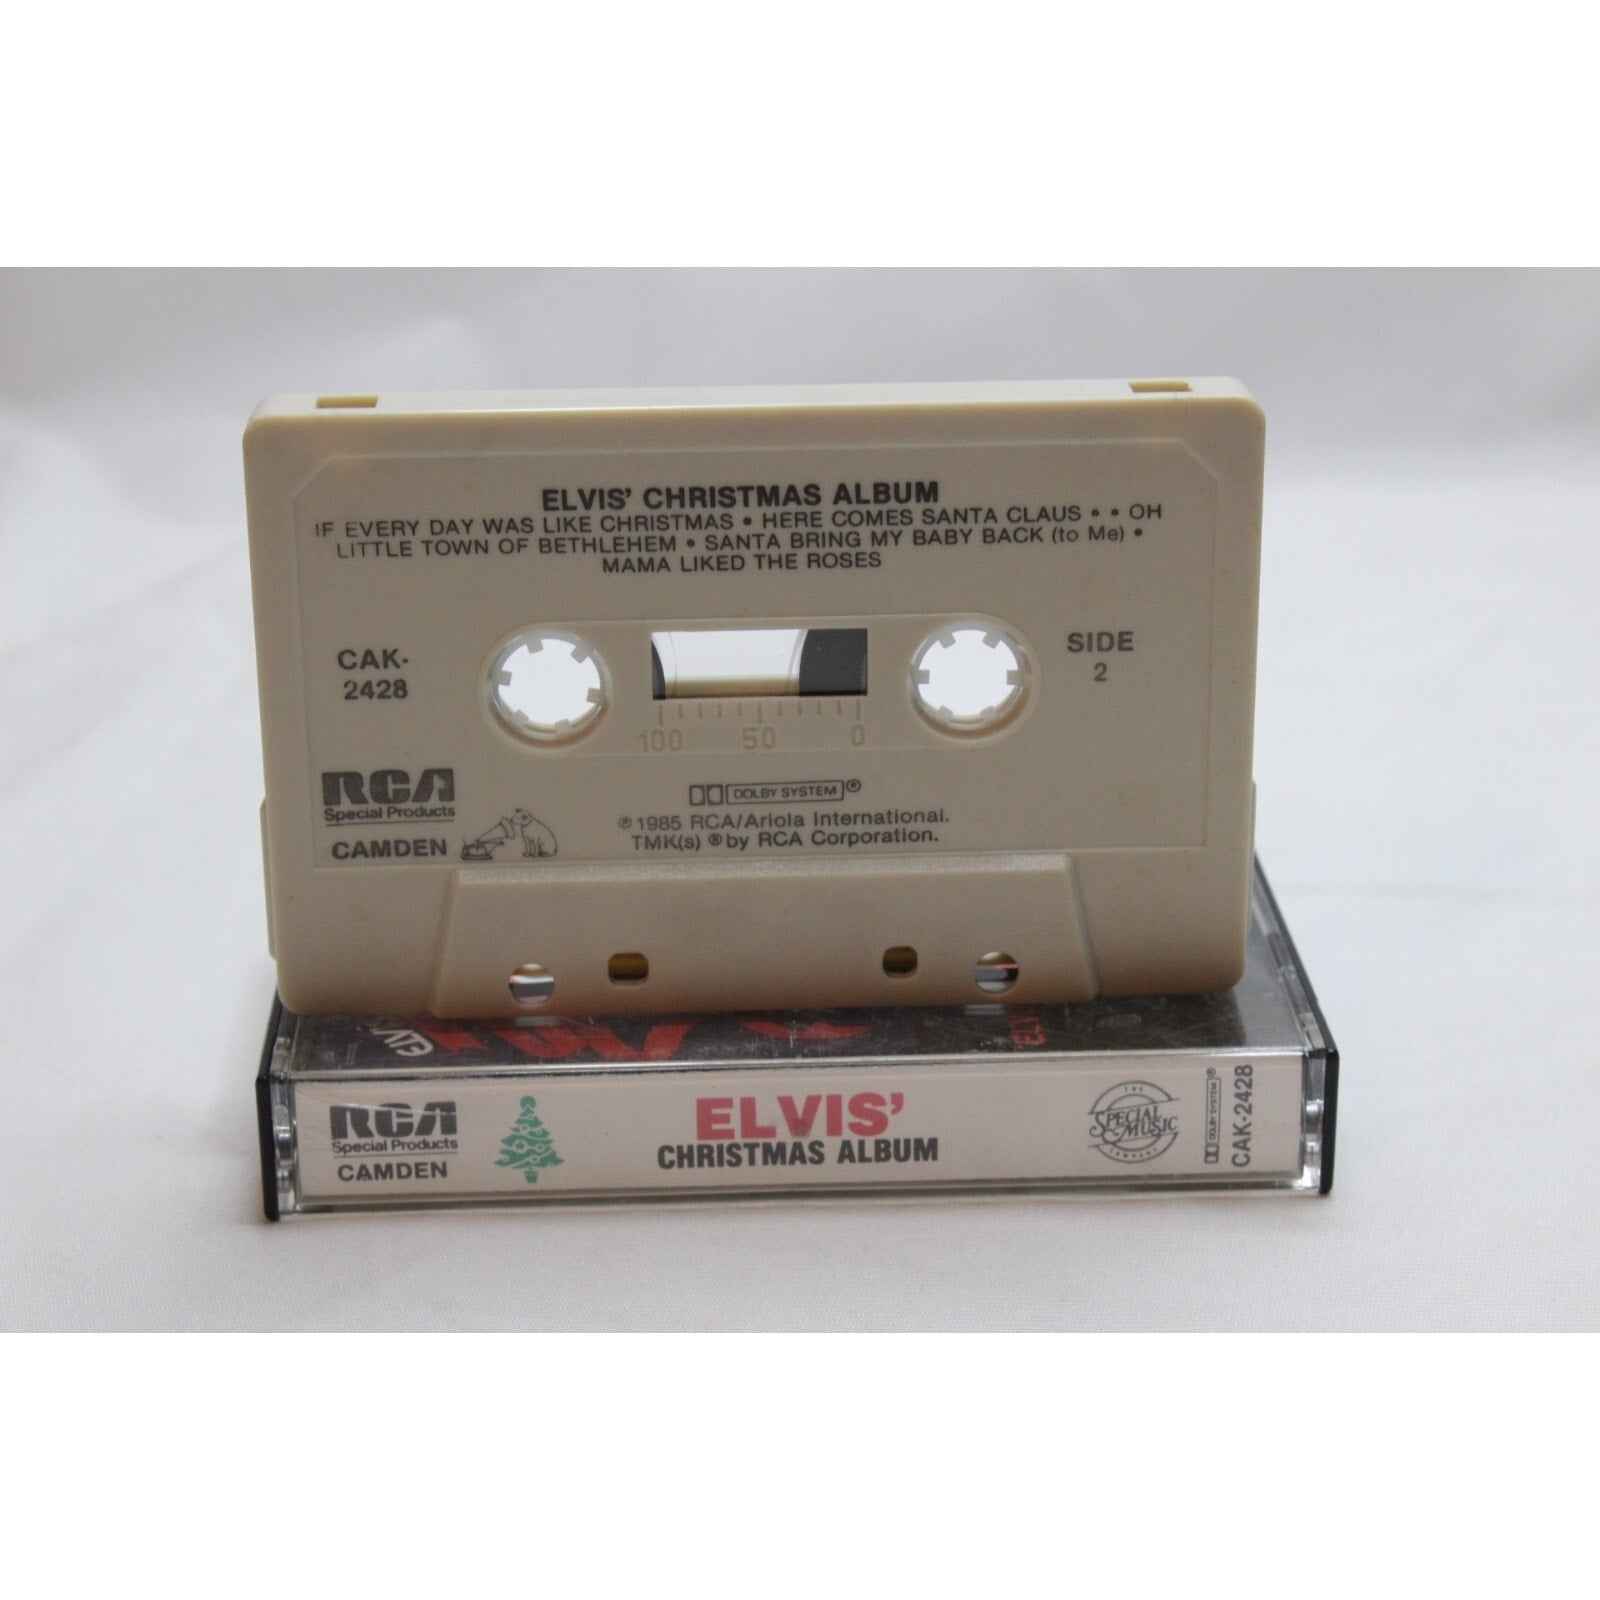 ELVIS' CHRISTMAS ALBUM
IF EVERY DAY WAS LIKE CHRISTMAS • HERE COMES SANTA CLAUS • • OH
LITTLE TOWN OF BETHLEHEM • SANTA BRING MY BABY BACK (to Me) •
MAMA LIKED THE ROSES
CAK-
2428
SIDE
2
100 50 0
RCA
Special Products
CAMDEN
DOLBY SYSTEM ®
℗ 1985 RCA/Ariola International.
TMK(s) ® by RCA Corporation.
RCA
Special Products
CAMDEN
ELVIS'
CHRISTMAS ALBUM
THE
SPECIAL
MUSIC
COMPANY
DOLBY SYSTEM ®
CAK-2428